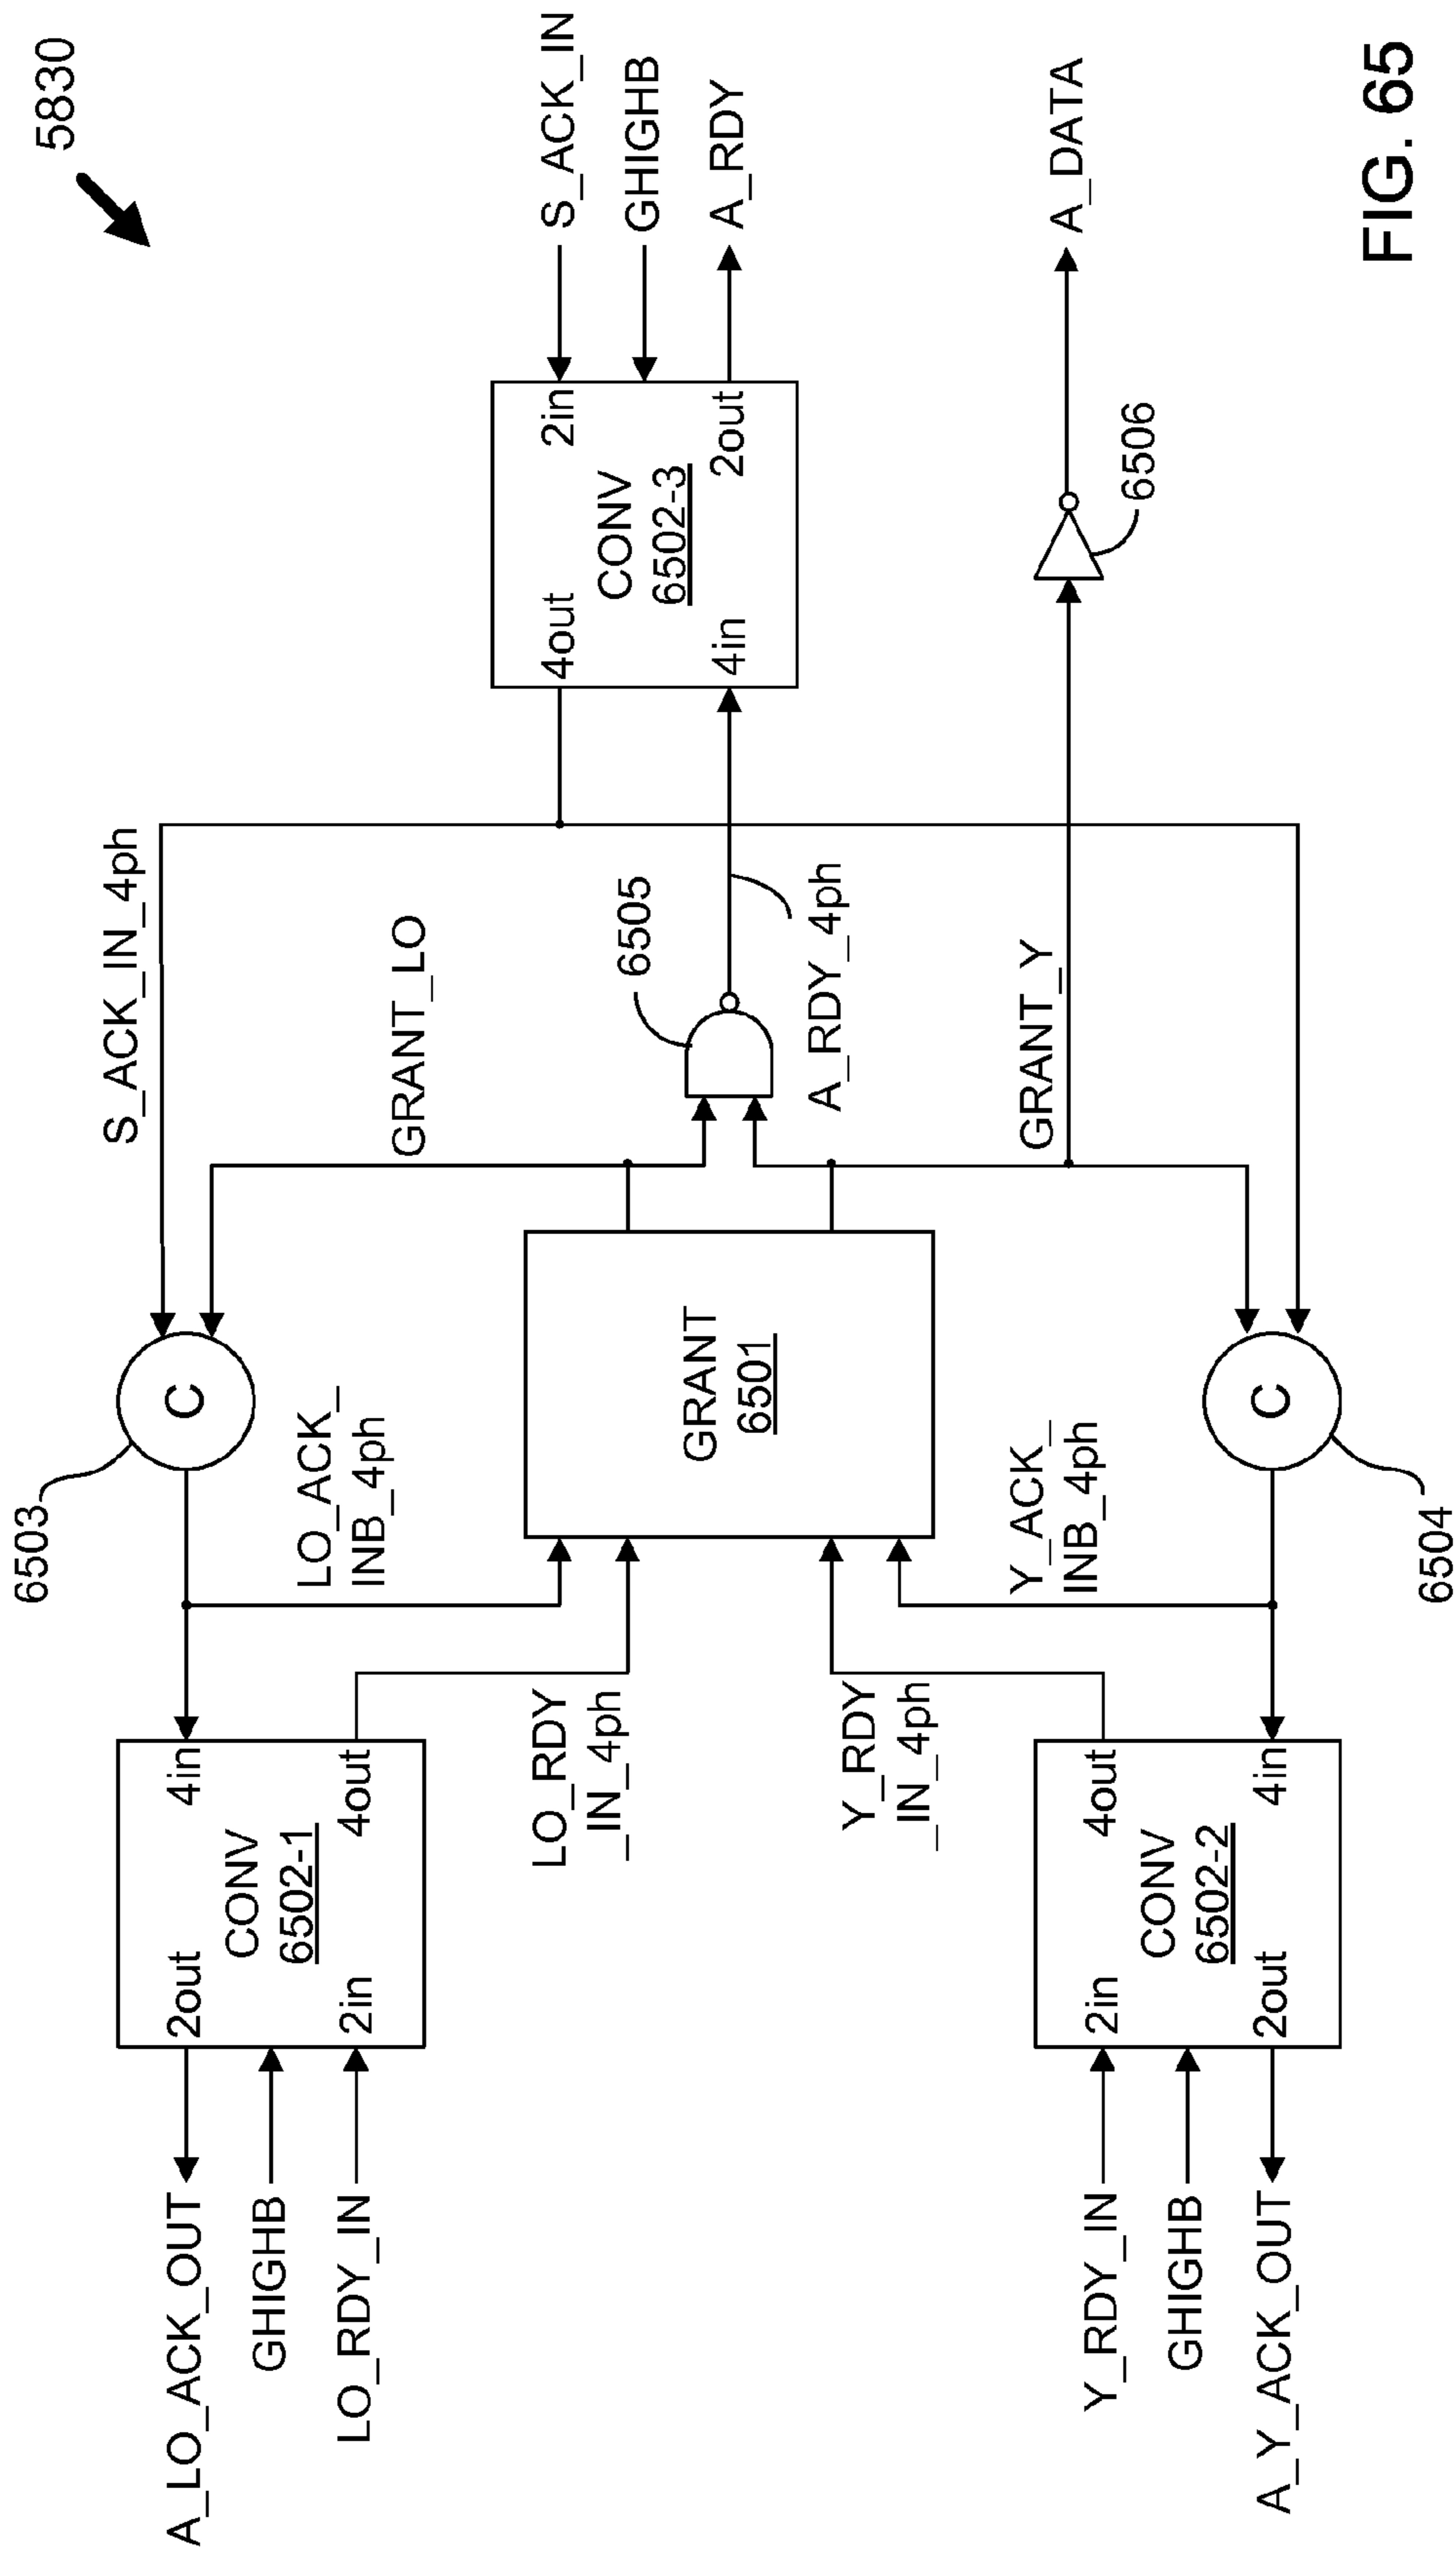 5830
S_ACK_IN_4ph
6503
C
GRANT_LO
LO_ACK_
INB_4ph
A_LO_ACK_OUT
2out
4in
GHIGHB
CONV
6502-1
LO_RDY_IN
2in
4out
LO_RDY
_IN_4ph
S_ACK_IN
GHIGHB
A_RDY
4out
2in
CONV
6502-3
4in
2out
6505
A_RDY_4ph
GRANT
6501
Y_RDY
_IN_4ph
Y_ACK_
INB_4ph
GRANT_Y
A_DATA
6506
Y_RDY_IN
2in
4out
GHIGHB
CONV
6502-2
A_Y_ACK_OUT
2out
4in
C
6504
FIG. 65